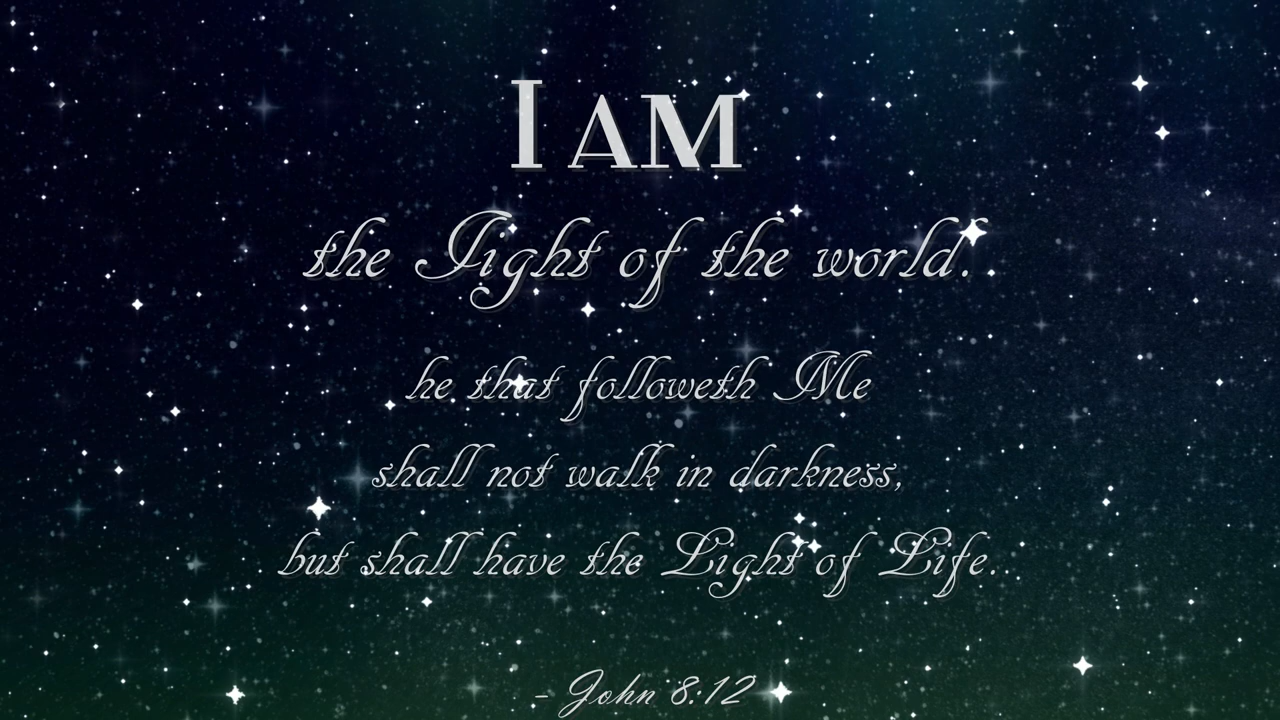 I AM
the Light of the world.
he that followeth Me
shall not walk in darkness,
but shall have the Light of Life.
- John 8:12